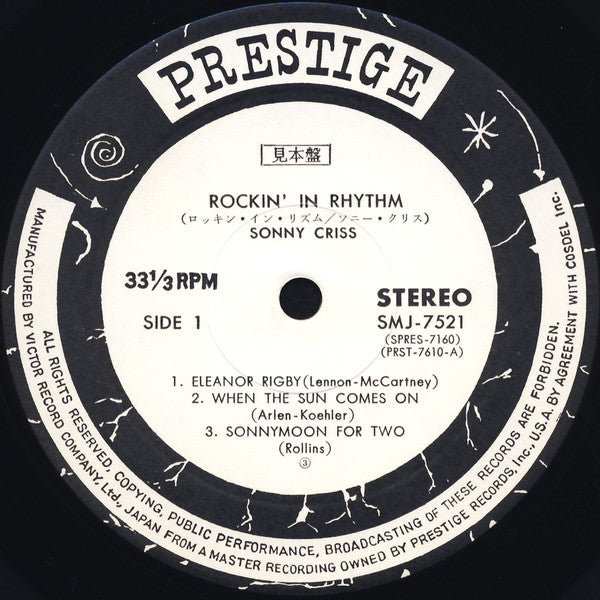 PRESTIGE
見本盤
ROCKIN' IN RHYTHM
(ロッキン・イン・リズム/ソニー・クリス)
SONNY CRISS
33⅓ RPM
SIDE 1
STEREO
SMJ-7521
(SPRES-7160)
(PRST-7610-A)
1. ELEANOR RIGBY (Lennon-McCartney)
2. WHEN THE SUN COMES ON
(Arlen-Koehler)
3. SONNYMOON FOR TWO
(Rollins)
③
ALL RIGHTS RESERVED, COPYING, PUBLIC PERFORMANCE, BROADCASTING OF THESE RECORDS ARE FORBIDDEN.
MANUFACTURED BY VICTOR RECORD COMPANY, Ltd., JAPAN FROM A MASTER RECORDING OWNED BY PRESTIGE RECORDS, Inc., U.S.A. BY AGREEMENT WITH COSDEL Inc.